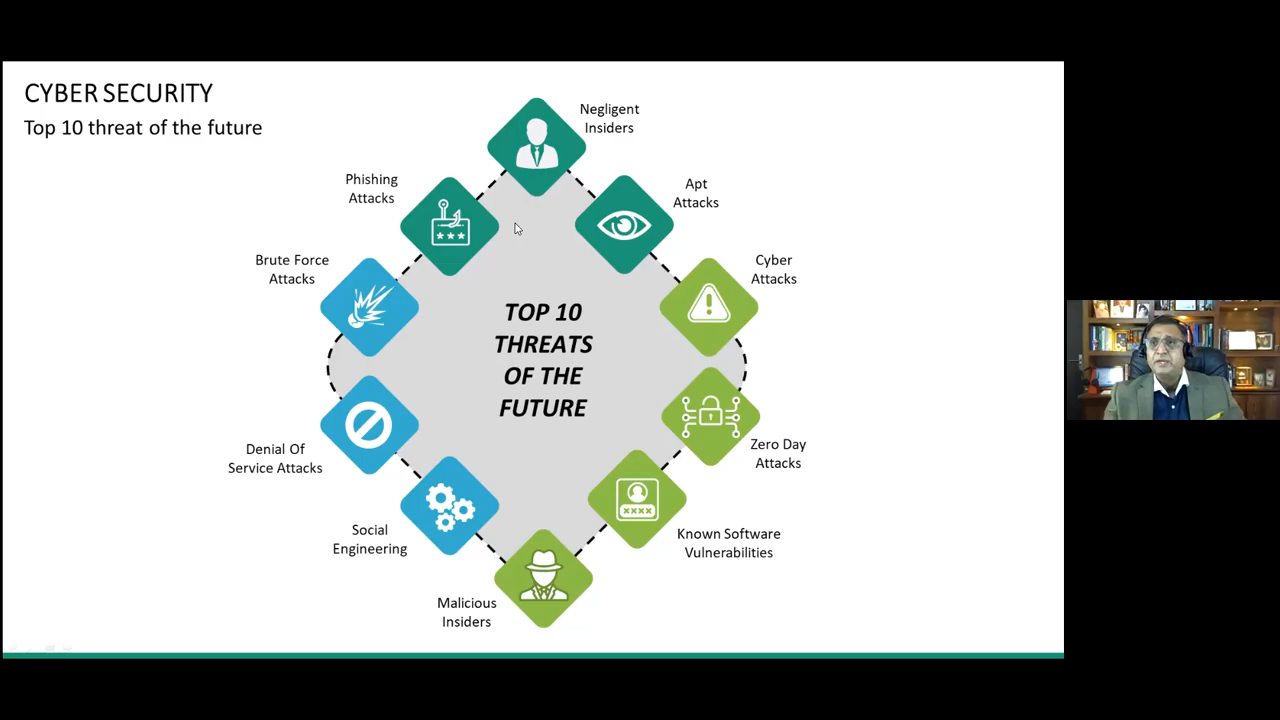 CYBER SECURITY
Top 10 threat of the future
Negligent
Insiders
Phishing
Attacks
Apt
Attacks
Brute Force
Attacks
Cyber
Attacks
TOP 10
THREATS
OF THE
FUTURE
Denial Of
Service Attacks
Zero Day
Attacks
Social
Engineering
Known Software
Vulnerabilities
Malicious
Insiders